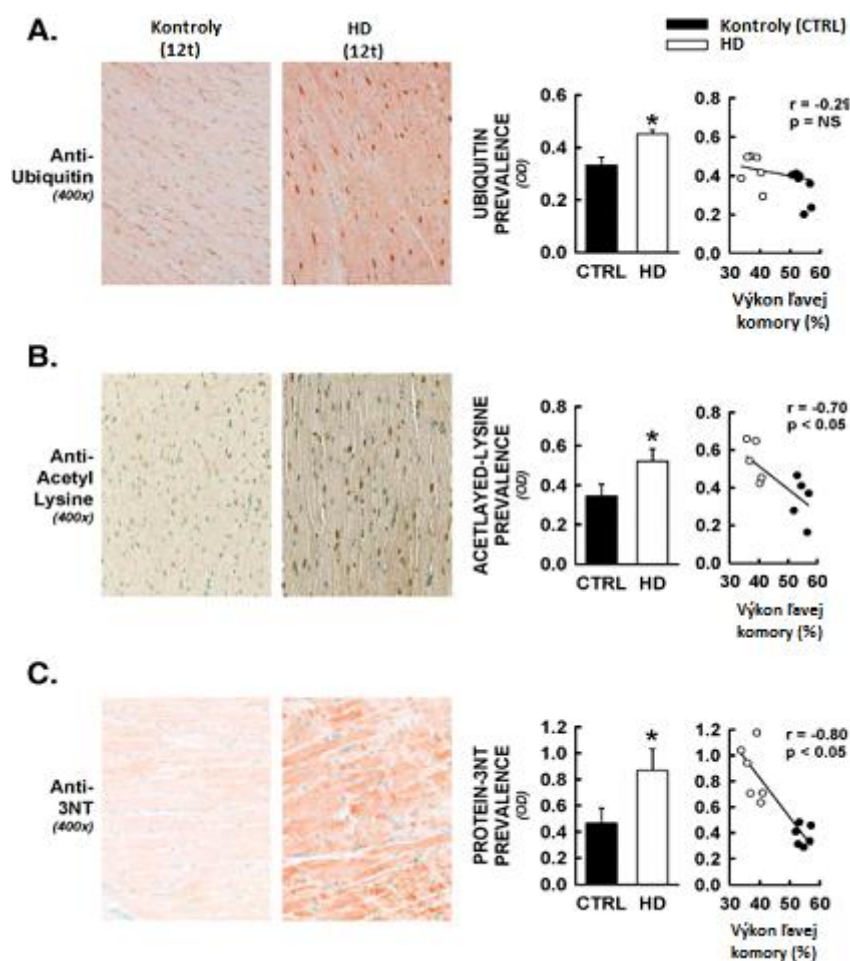 A.
Kontroly
(12t)
HD
(12t)
Kontroly (CTRL)
HD
Anti-
Ubiquitin
(400x)
UBIQUITIN
PREVALENCE
(OD)
0.6
0.4
0.2
0.0
*
CTRL HD
0.6
0.4
0.2
0.0
r = -0.29
p = NS
30 40 50 60
Výkon ľavej
komory (%)
B.
Anti-
Acetyl
Lysine
(400x)
ACETLAYED-LYSINE
PREVALENCE
(OD)
0.8
0.6
0.4
0.2
0.0
*
CTRL HD
0.8
0.6
0.4
0.2
0.0
r = -0.70
p < 0.05
30 40 50 60
Výkon ľavej
komory (%)
C.
Anti-
3NT
(400x)
PROTEIN-3NT
PREVALENCE
(OD)
1.2
1.0
0.8
0.6
0.4
0.2
0.0
*
CTRL HD
1.2
1.0
0.8
0.6
0.4
0.2
0.0
r = -0.80
p < 0.05
30 40 50 60
Výkon ľavej
komory (%)